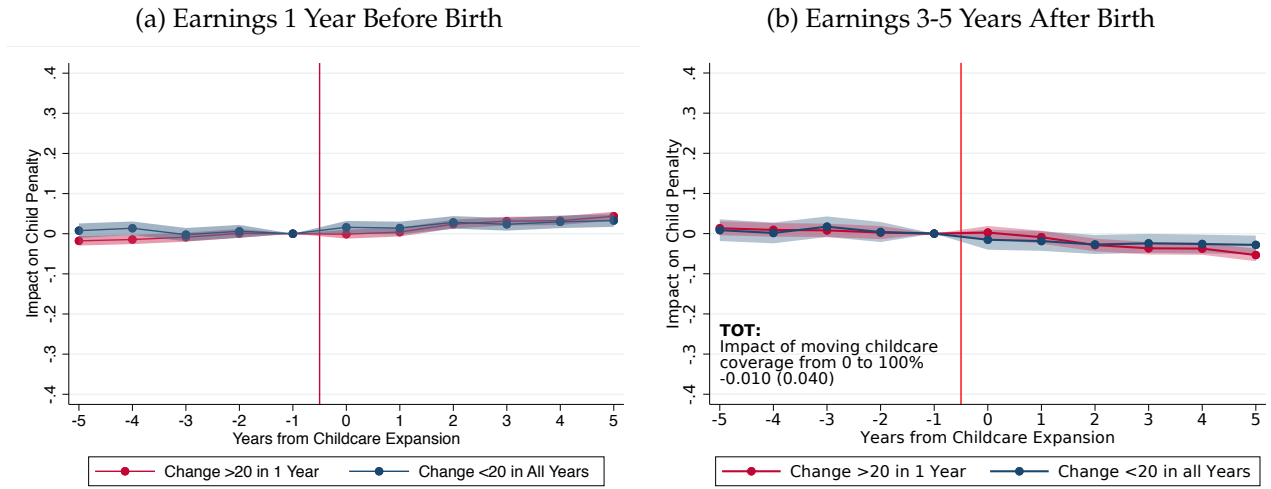 (a) Earnings 1 Year Before Birth
Impact on Child Penalty
.4
.3
.2
.1
0
-.1
-.2
-.3
-.4
-5 -4 -3 -2 -1 0 1 2 3 4 5
Years from Childcare Expansion
Change >20 in 1 Year Change <20 in All Years
(b) Earnings 3-5 Years After Birth
Impact on Child Penalty
.4
.3
.2
.1
0
-.1
-.2
-.3
-.4
TOT:
Impact of moving childcare
coverage from 0 to 100%
-0.010 (0.040)
-5 -4 -3 -2 -1 0 1 2 3 4 5
Years from Childcare Expansion
Change >20 in 1 Year Change <20 in all Years